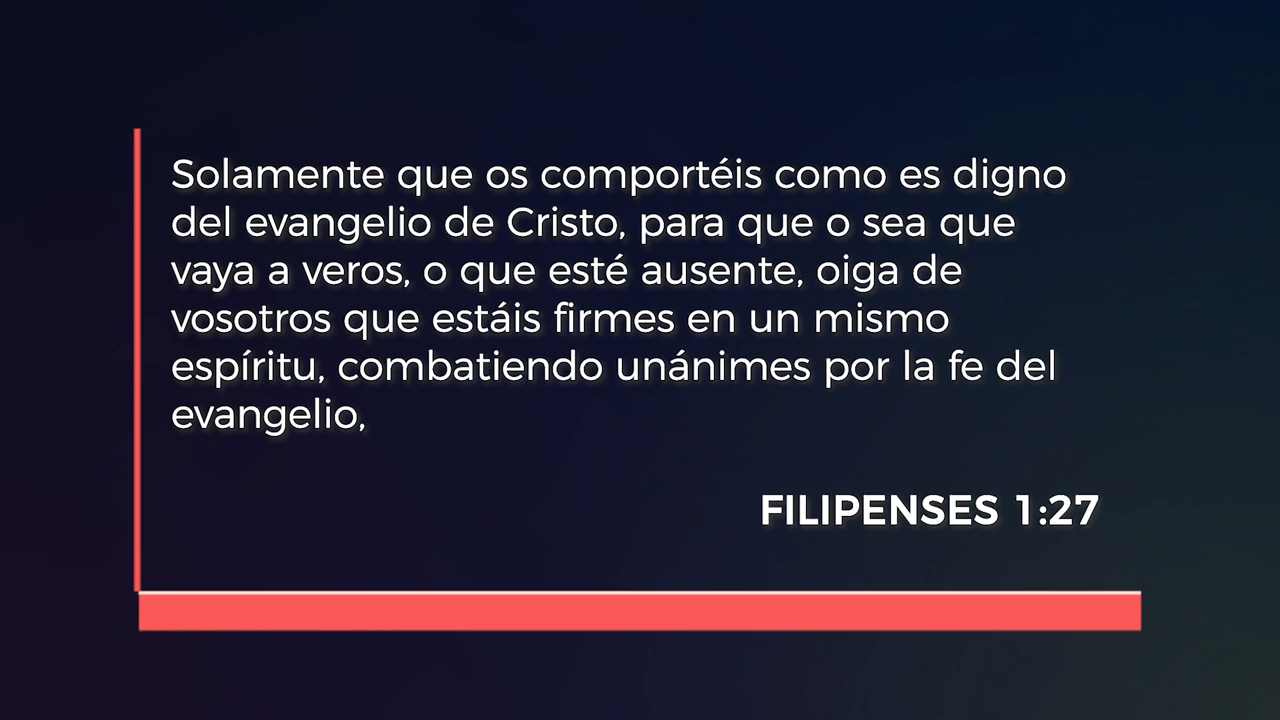 Solamente que os comportéis como es digno
del evangelio de Cristo, para que o sea que
vaya a veros, o que esté ausente, oiga de
vosotros que estáis firmes en un mismo
espíritu, combatiendo unánimes por la fe del
evangelio,
FILIPENSES 1:27